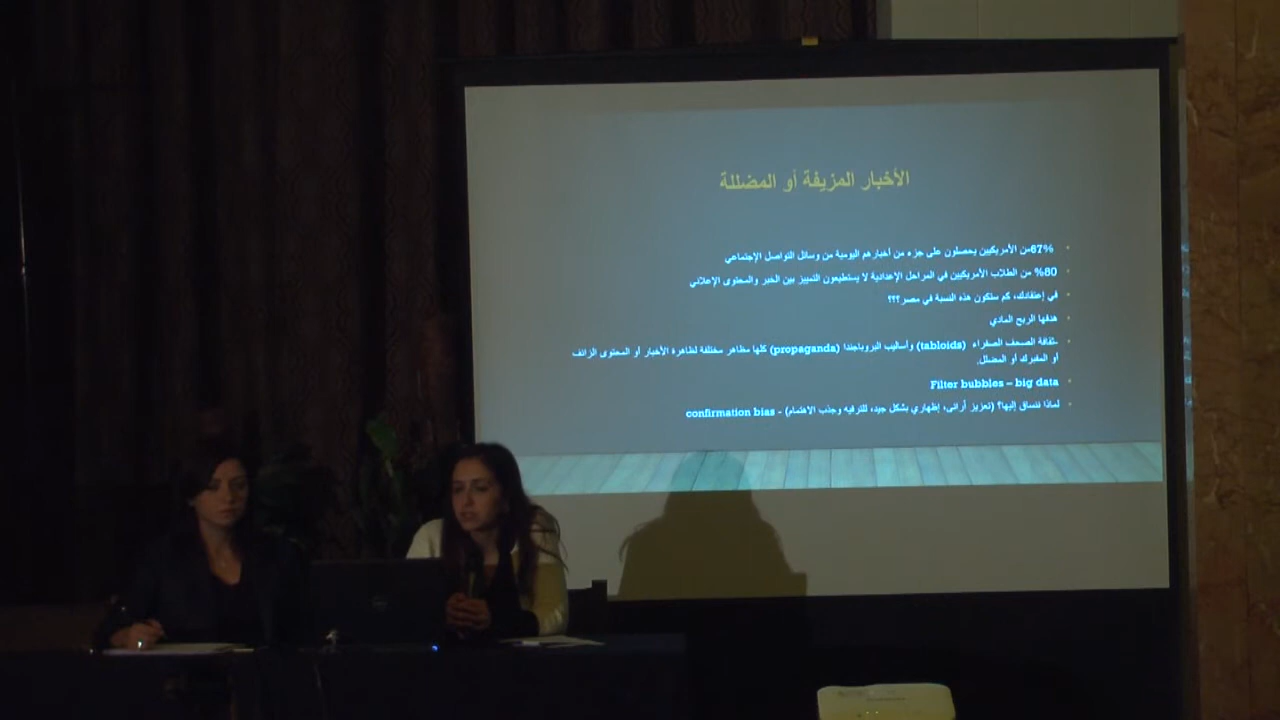 الأخبار المزيفة أو المضللة
67%من الأمريكيين يحصلون على جزء من أخبارهم اليومية من وسائل التواصل الإجتماعي
80% من الطلاب الأمريكيين في المراحل الإعدادية لا يستطيعون التمييز بين الخبر والمحتوى الإعلاني
في إعتقادك، كم ستكون هذه النسبة في مصر؟؟؟
هدفها الربح المادي
ثقافة الصحف الصفراء (tabloids) وأساليب البروباجندا (propaganda) كلها مظاهر مختلفة لظاهرة الأخبار أو المحتوى الزائف
أو المفبرك أو المضلل.
Filter bubbles – big data
لماذا ننساق إليها؟ (تعزيز أرائى، إظهاري بشكل جيد، للترفيه وجذب الاهتمام) - confirmation bias